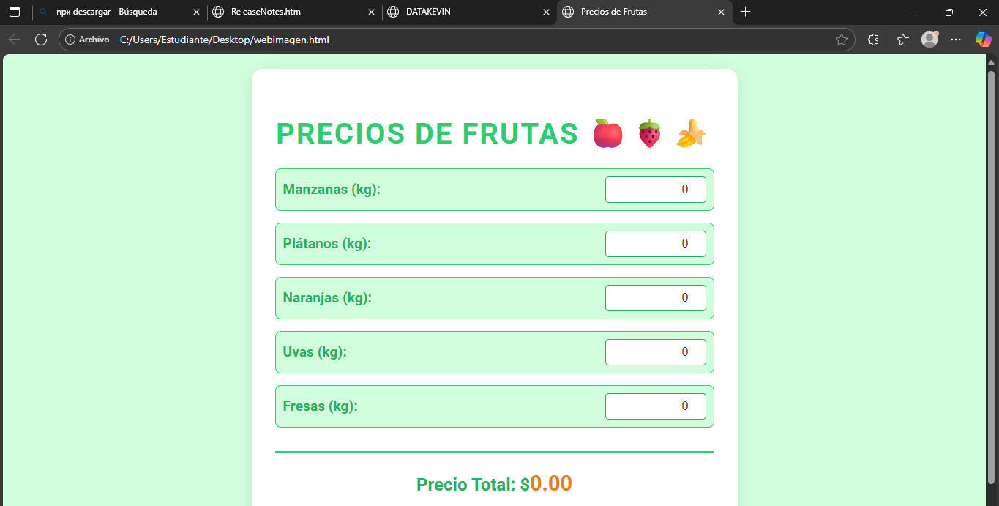 npx descargar - Búsqueda
ReleaseNotes.html
DATAKEVIN
Precios de Frutas
Archivo
C:/Users/Estudiante/Desktop/webimagen.html
PRECIOS DE FRUTAS 🍎 🍓 🍌
Manzanas (kg): 0
Plátanos (kg): 0
Naranjas (kg): 0
Uvas (kg): 0
Fresas (kg): 0
Precio Total: $0.00